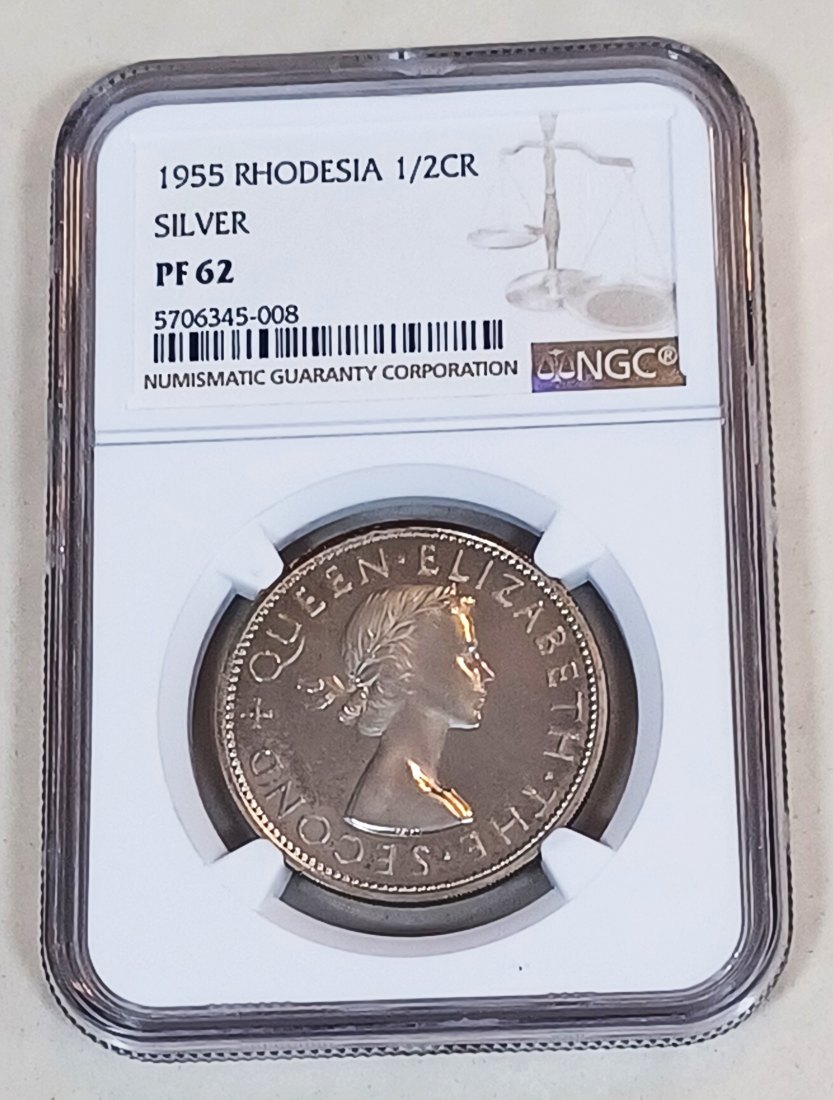 1955 RHODESIA 1/2CR
SILVER
PF 62
5706345-008
NUMISMATIC GUARANTY CORPORATION
NGC®
+ QUEEN · ELIZABETH · THE · SECOND